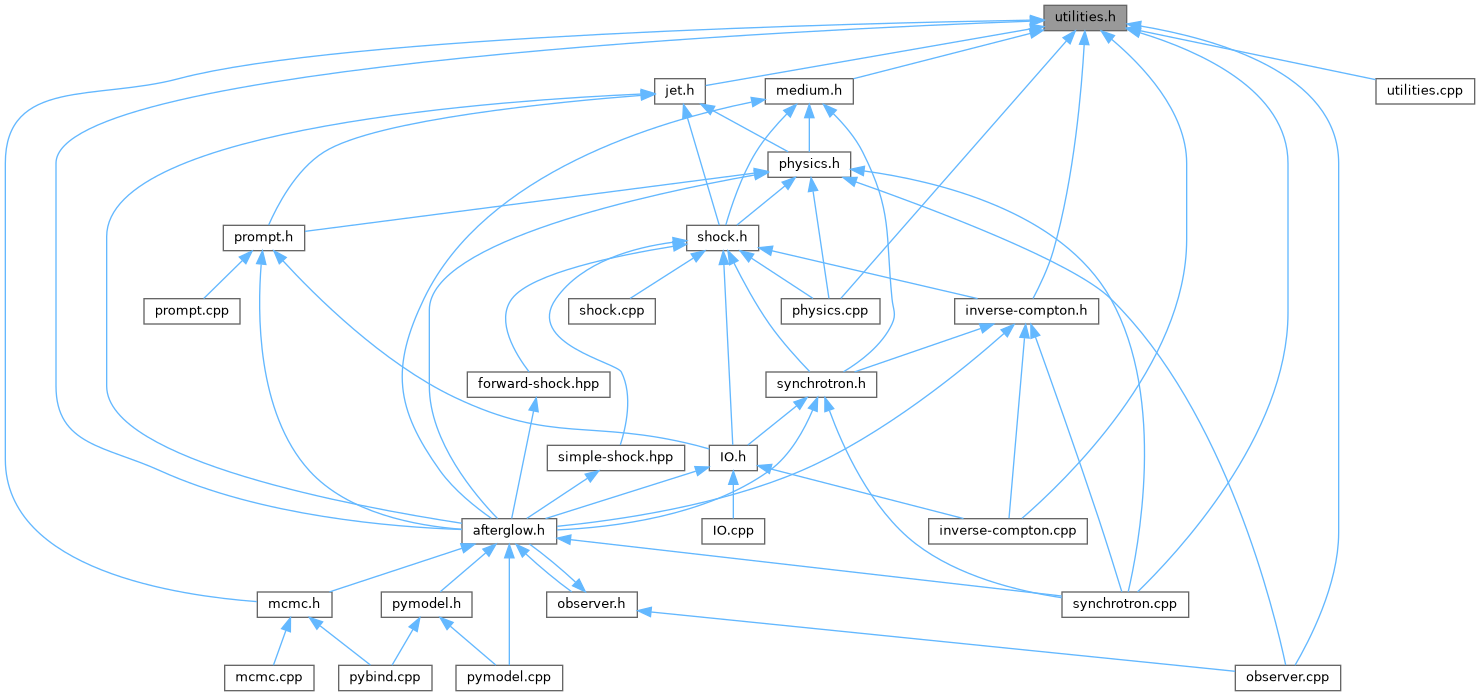 utilities.h
jet.h
medium.h
utilities.cpp
physics.h
prompt.h
shock.h
prompt.cpp
shock.cpp
physics.cpp
inverse-compton.h
forward-shock.hpp
synchrotron.h
simple-shock.hpp
IO.h
afterglow.h
IO.cpp
inverse-compton.cpp
mcmc.h
pymodel.h
observer.h
synchrotron.cpp
mcmc.cpp
pybind.cpp
pymodel.cpp
observer.cpp